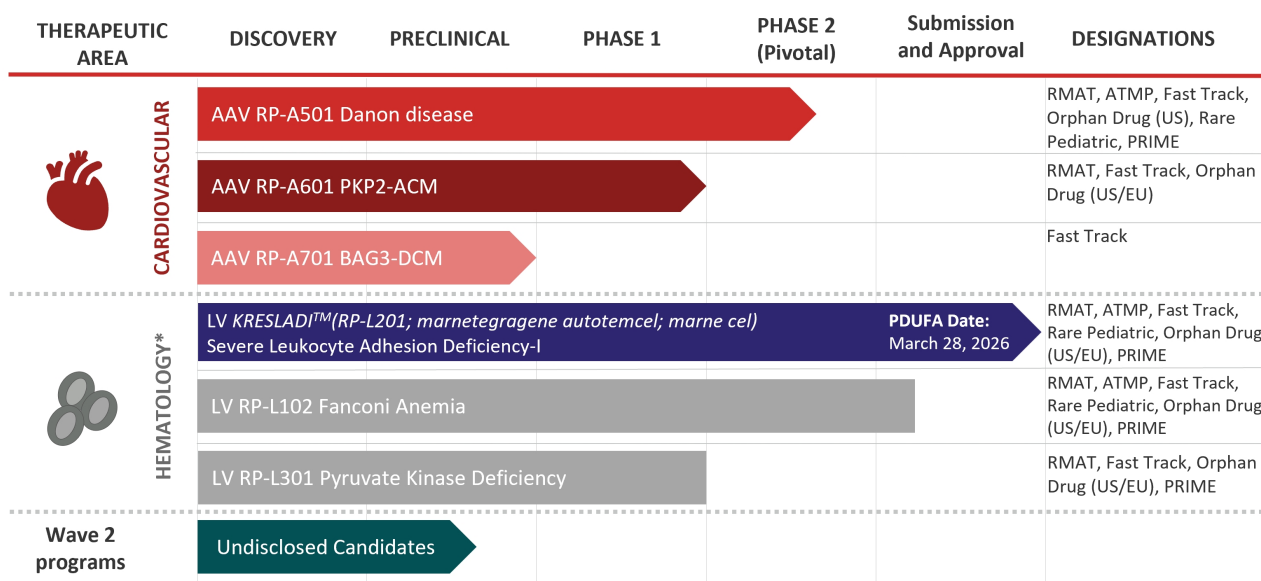 THERAPEUTIC
AREA
DISCOVERY
PRECLINICAL
PHASE 1
PHASE 2
(Pivotal)
Submission
and Approval
DESIGNATIONS
CARDIOVASCULAR
AAV RP-A501 Danon disease
RMAT, ATMP, Fast Track,
Orphan Drug (US), Rare
Pediatric, PRIME
AAV RP-A601 PKP2-ACM
RMAT, Fast Track, Orphan
Drug (US/EU)
AAV RP-A701 BAG3-DCM
Fast Track
HEMATOLOGY*
LV KRESLADI™(RP-L201; marnetegragene autotemcel; marne cel)
Severe Leukocyte Adhesion Deficiency-I
PDUFA Date:
March 28, 2026
RMAT, ATMP, Fast Track,
Rare Pediatric, Orphan Drug
(US/EU), PRIME
LV RP-L102 Fanconi Anemia
RMAT, ATMP, Fast Track,
Rare Pediatric, Orphan Drug
(US/EU), PRIME
LV RP-L301 Pyruvate Kinase Deficiency
RMAT, Fast Track, Orphan
Drug (US/EU), PRIME
Wave 2
programs
Undisclosed Candidates